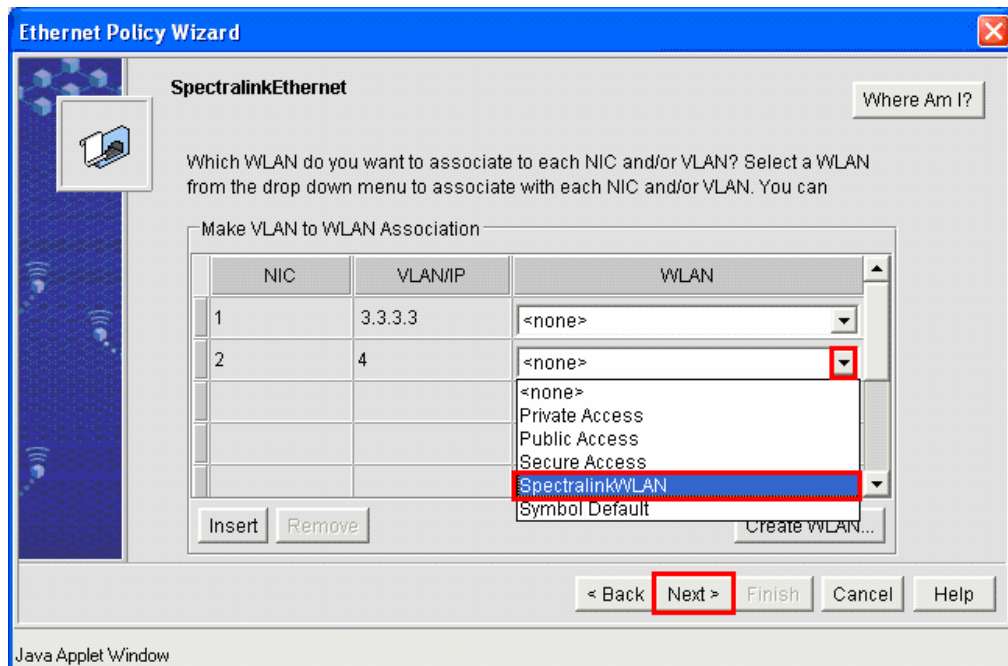 Ethernet Policy Wizard
SpectralinkEthernet
Where Am I?
Which WLAN do you want to associate to each NIC and/or VLAN? Select a WLAN
from the drop down menu to associate with each NIC and/or VLAN. You can
Make VLAN to WLAN Association
NIC VLAN/IP WLAN
1 3.3.3.3 <none>
2 4 <none>
<none>
Private Access
Public Access
Secure Access
SpectralinkWLAN
Symbol Default
Insert Remove Create WLAN...
< Back Next > Finish Cancel Help
Java Applet Window